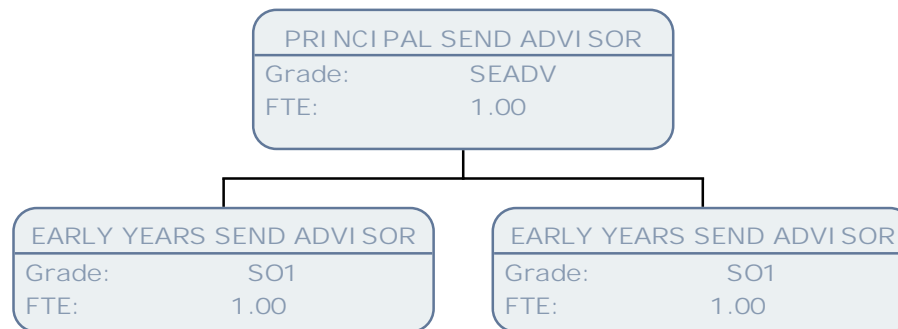 PRINCIPAL SEND ADVISOR
Grade: SEADV
FTE: 1.00
EARLY YEARS SEND ADVISOR
Grade: SO1
FTE: 1.00
EARLY YEARS SEND ADVISOR
Grade: SO1
FTE: 1.00